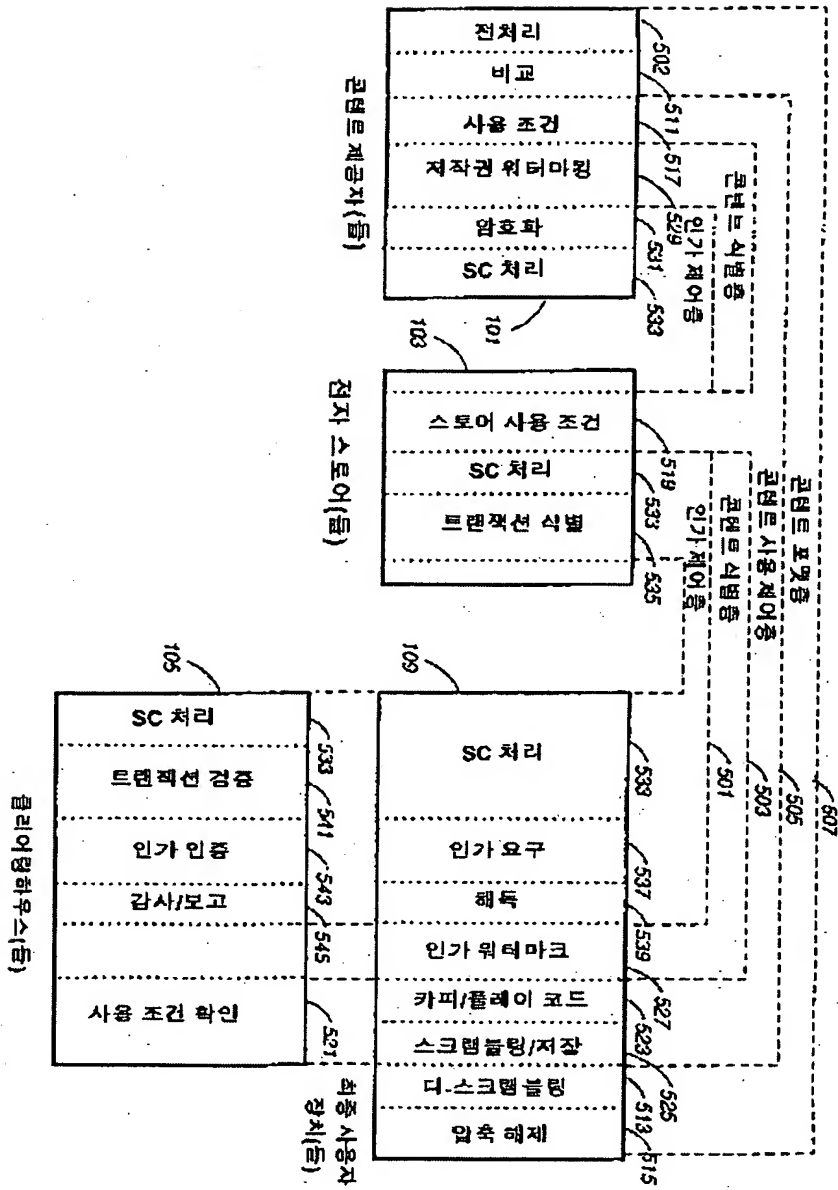 전처리
502
비교
511
사용 조건
517
저작권 워터마킹
529
암호화
531
SC 처리
533
101
콘텐트 제공자(들)
콘텐트 식별층
인가 제어층
103
스토어 사용 조건
519
SC 처리
533
트랜잭션 식별
535
전자 스토어(들)
인가 제어층
콘텐트 식별층
콘텐트 사용 제어층
콘텐트 포맷층
501
503
505
507
105
SC 처리
533
트랜잭션 검증
541
인가 인증
543
감사/보고
545
사용 조건 확인
521
클리어링하우스(들)
109
SC 처리
533
인가 요구
537
해독
539
인가 워터마크
527
카피/플레이 코드
523
스크램블링/저장
525
디-스크램블링
513
압축 해제
515
최종 사용자
장치(들)